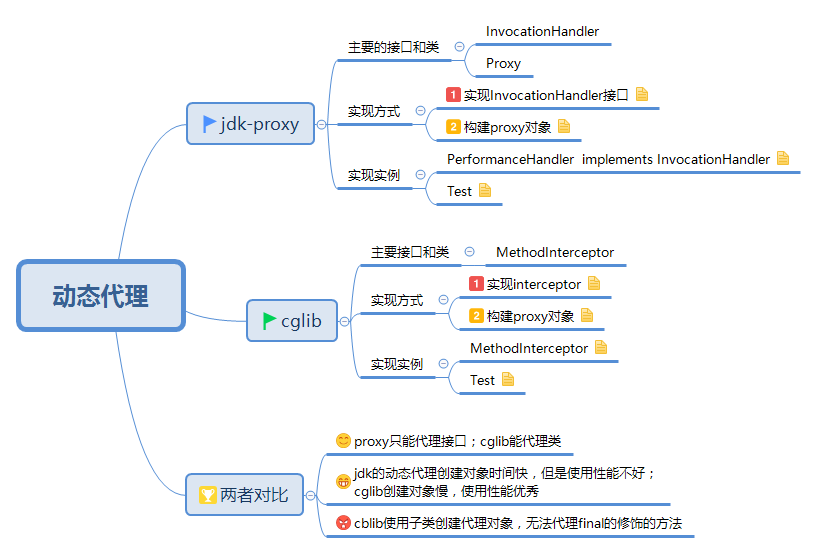 动态代理
jdk-proxy
主要的接口和类
InvocationHandler
Proxy
实现方式
1 实现InvocationHandler接口
2 构建proxy对象
实现实例
PerformanceHandler implements InvocationHandler
Test
cglib
主要接口和类
MethodInterceptor
实现方式
1 实现interceptor
2 构建proxy对象
实现实例
MethodInterceptor
Test
两者对比
proxy只能代理接口；cglib能代理类
jdk的动态代理创建对象时间快，但是使用性能不好；
cglib创建对象慢，使用性能优秀
cblib使用子类创建代理对象，无法代理final的修饰的方法